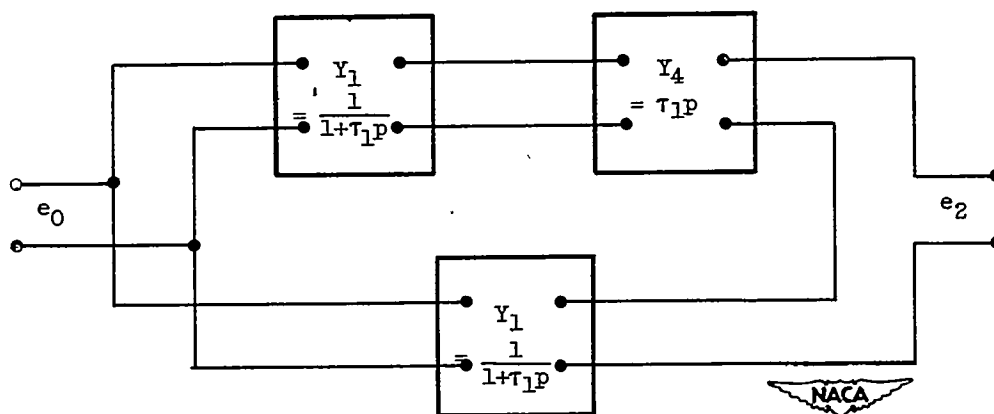 Y₁
= 1/(1+τ₁p)
Y₄
= τ₁p
e₀
e₂
Y₁
= 1/(1+τ₁p)
NACA